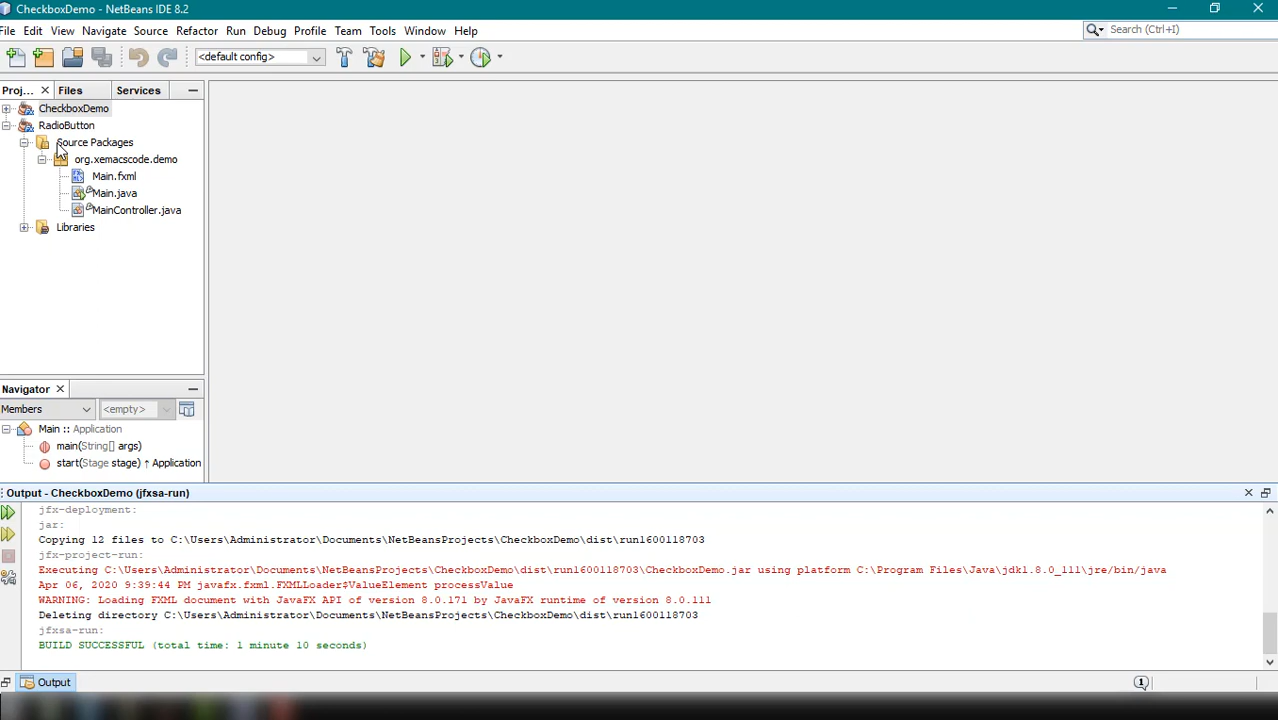 CheckboxDemo - NetBeans IDE 8.2
File Edit View Navigate Source Refactor Run Debug Profile Team Tools Window Help
Search (Ctrl+I)
<default config>
Proj... Files Services
CheckboxDemo
RadioButton
Source Packages
org.xemacscode.demo
Main.fxml
Main.java
MainController.java
Libraries
Navigator
Members <empty>
Main :: Application
main(String[] args)
start(Stage stage) ↑ Application
Output - CheckboxDemo (jfxsa-run)
jfx-deployment:
jar:
Copying 12 files to C:\Users\Administrator\Documents\NetBeansProjects\CheckboxDemo\dist\run1600118703
jfx-project-run:
Executing C:\Users\Administrator\Documents\NetBeansProjects\CheckboxDemo\dist\run1600118703\CheckboxDemo.jar using platform C:\Program Files\Java\jdk1.8.0_111\jre/bin/java
Apr 06, 2020 9:39:44 PM javafx.fxml.FXMLLoader$ValueElement processValue
WARNING: Loading FXML document with JavaFX API of version 8.0.171 by JavaFX runtime of version 8.0.111
Deleting directory C:\Users\Administrator\Documents\NetBeansProjects\CheckboxDemo\dist\run1600118703
jfxsa-run:
BUILD SUCCESSFUL (total time: 1 minute 10 seconds)
Output